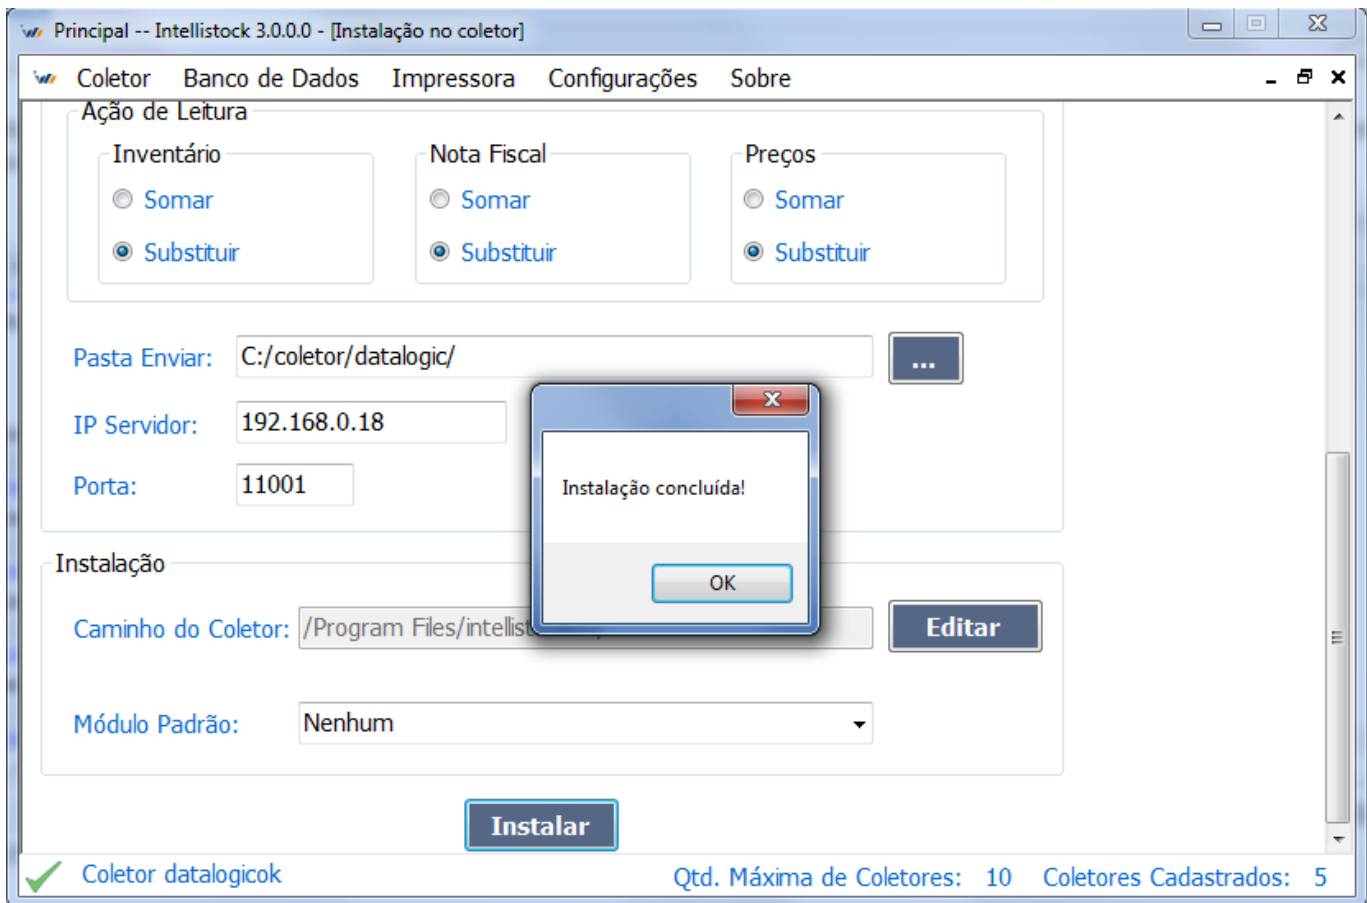 Principal -- Intellistock 3.0.0.0 - [Instalação no coletor]
Coletor Banco de Dados Impressora Configurações Sobre
Ação de Leitura
Inventário Nota Fiscal Preços
Somar Somar Somar
Substituir Substituir Substituir
Pasta Enviar: C:/coletor/datalogic/ ...
IP Servidor: 192.168.0.18
Porta: 11001
Instalação concluída!
OK
Instalação
Caminho do Coletor: /Program Files/intellist Editar
Módulo Padrão: Nenhum
Instalar
Coletor datalogicok Qtd. Máxima de Coletores: 10 Coletores Cadastrados: 5